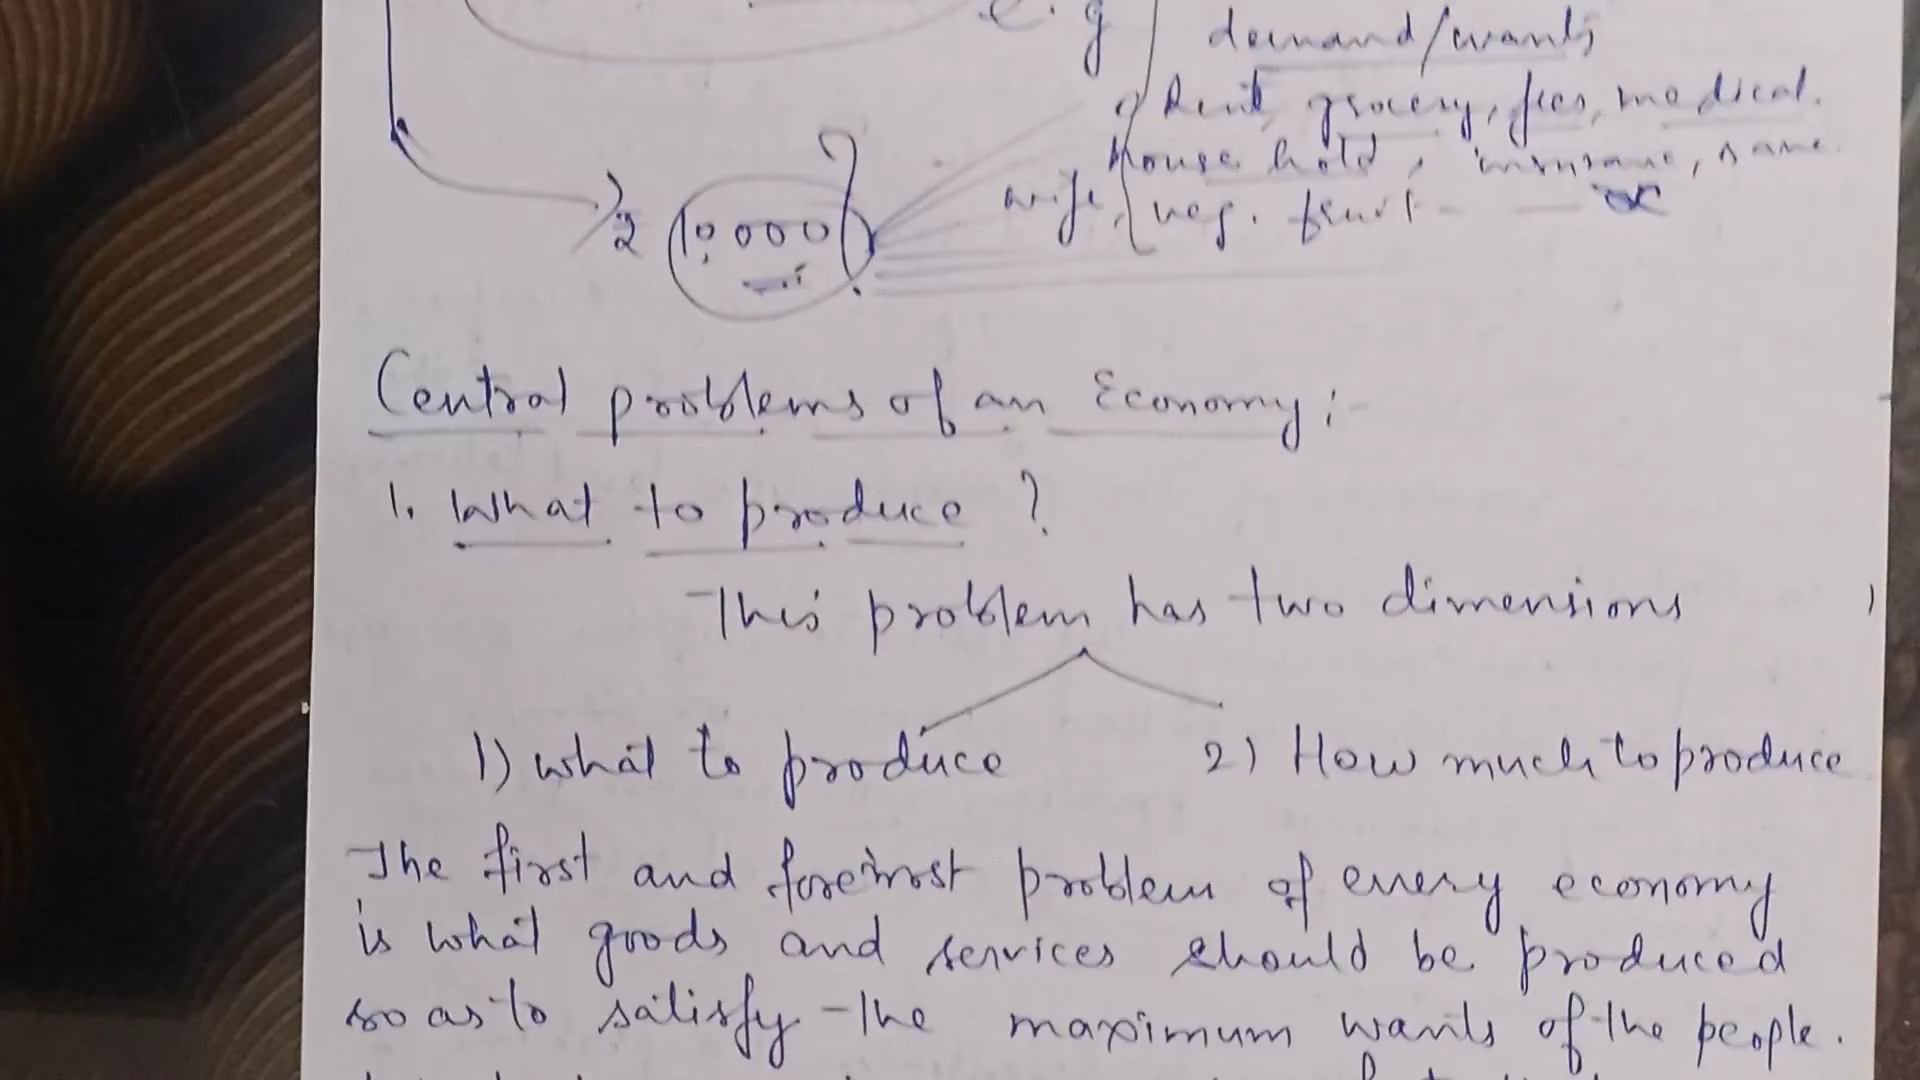 e.g demand/wants
Rent, grocery, fees, medical.
House hold,
wife, veg. fruit
10,000
Central problems of an Economy:-
1. What to produce?
This problem has two dimensions
1) what to produce 2) How much to produce
The first and foremost problem of every economy
is what goods and services should be produced
so as to satisfy the maximum wants of the people.